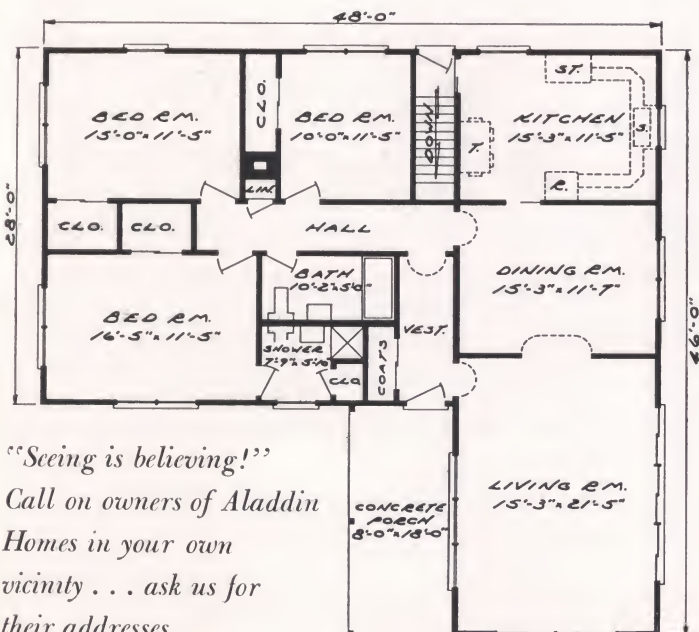 48'-0"
28'-0"
46'-0"
BED RM.
15'-0" x 11'-5"
CLO.
BED RM.
10'-0" x 11'-5"
DOWN
ST.
KITCHEN
15'-3" x 11'-5"
S.
T.
R.
LIN.
CLO.
CLO.
HALL
BATH
10'-2" x 5'-0"
DINING RM.
15'-3" x 11'-7"
BED RM.
16'-5" x 11'-5"
VEST.
SHOWER
7'-9" x 5'-10"
CLO.
COATS
CONCRETE
PORCH
8'-0" x 18'-0"
LIVING RM.
15'-3" x 21'-5"
"Seeing is believing!"
Call on owners of Aladdin
Homes in your own
vicinity . . . ask us for
their addresses